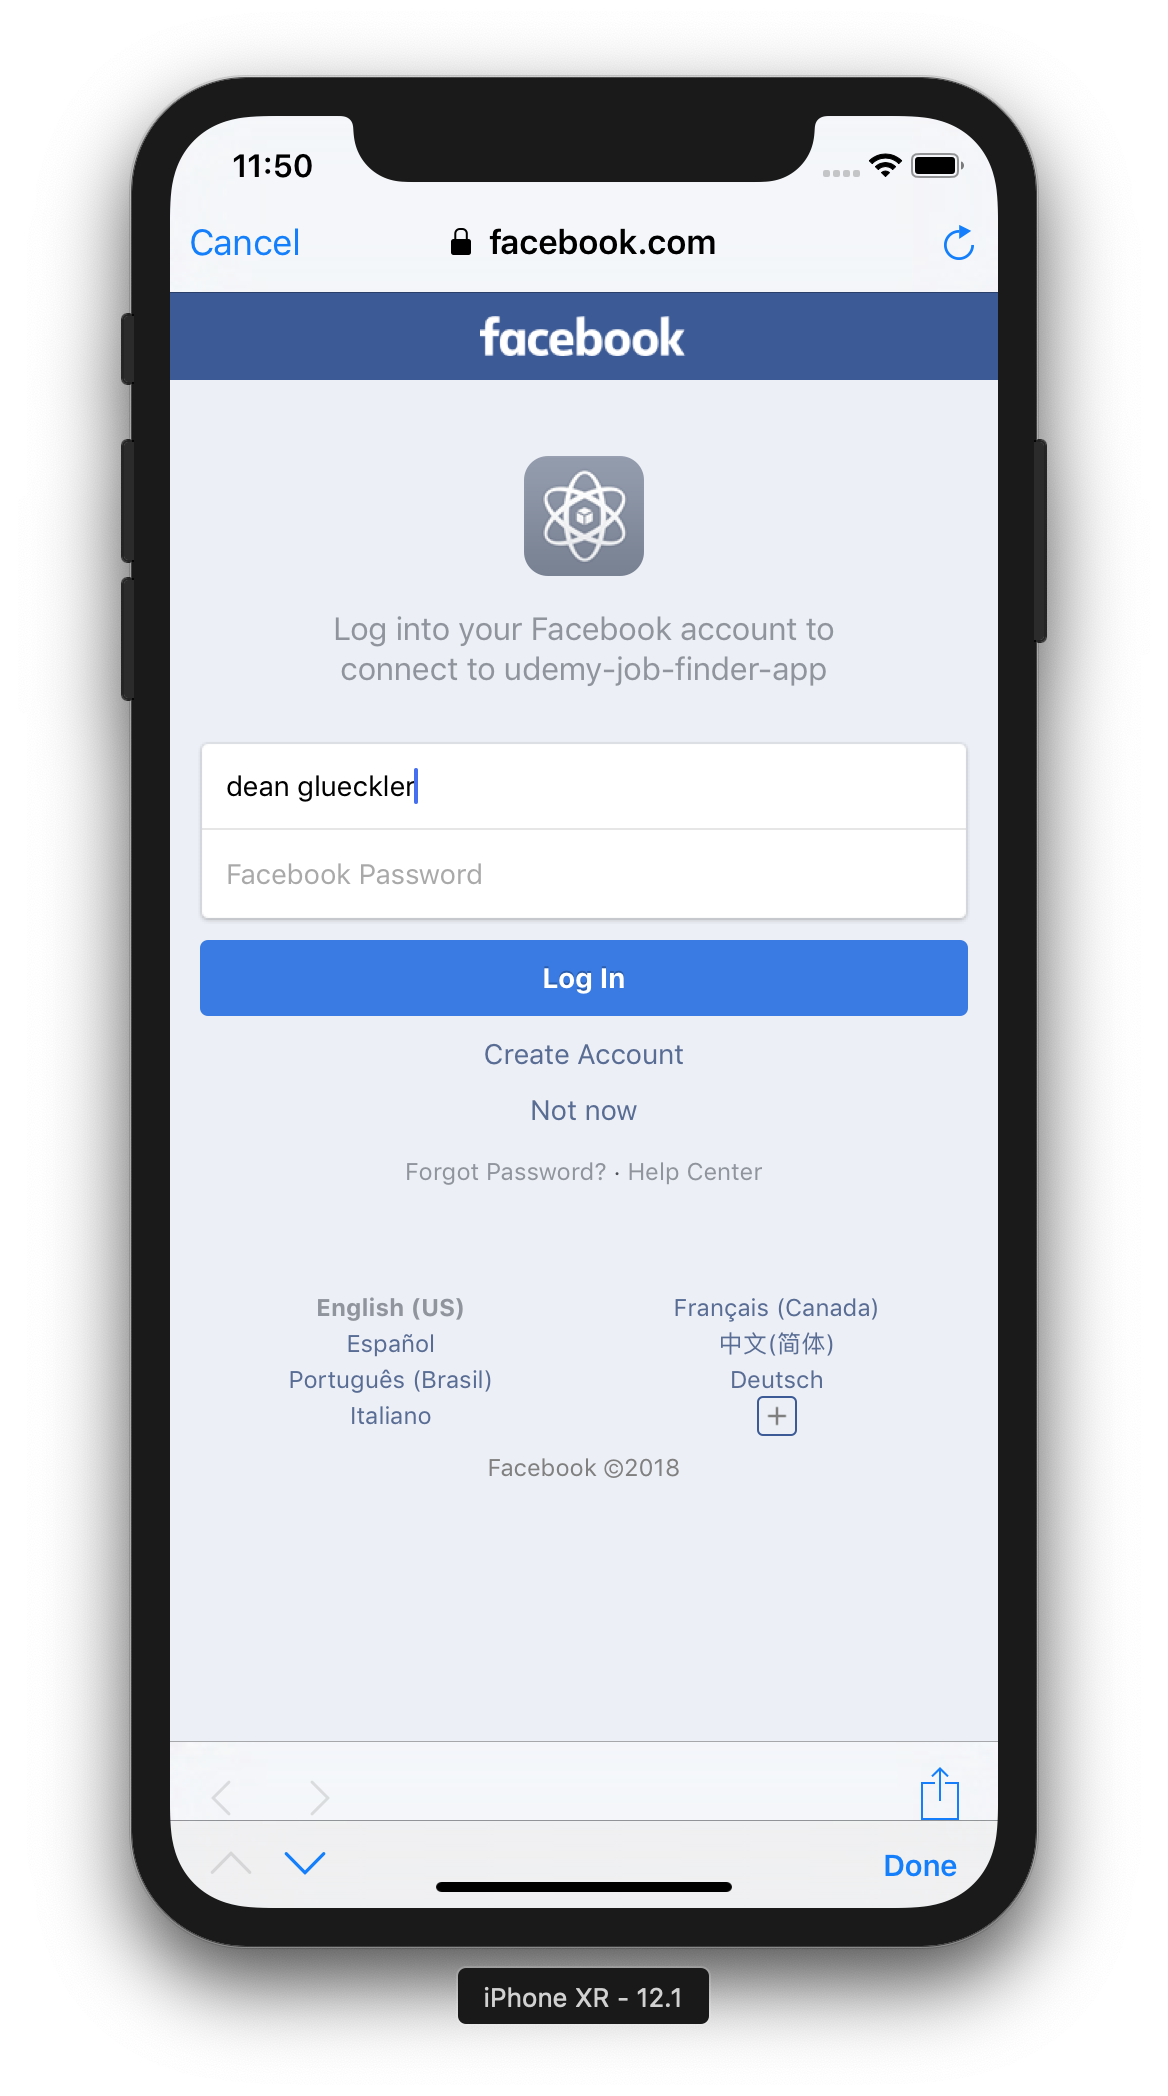 11:50
Cancel
facebook.com
facebook
Log into your Facebook account to
connect to udemy-job-finder-app
dean glueckler
Facebook Password
Log In
Create Account
Not now
Forgot Password? · Help Center
English (US)
Français (Canada)
Español
中文(简体)
Português (Brasil)
Deutsch
Italiano
Facebook ©2018
Done
iPhone XR - 12.1